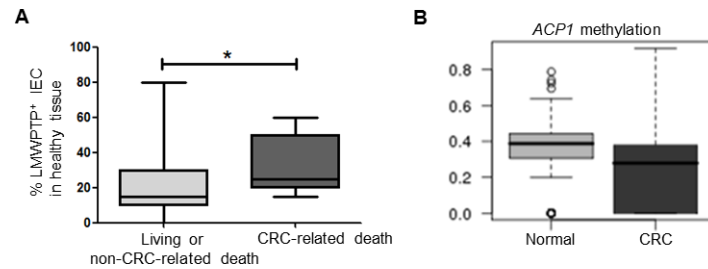 A
% LMWPTP⁺ IEC
in healthy tissue
100
80
60
40
20
0
*
Living or
non-CRC-related death
CRC-related death
B
ACP1 methylation
0.8
0.6
0.4
0.2
0.0
Normal
CRC